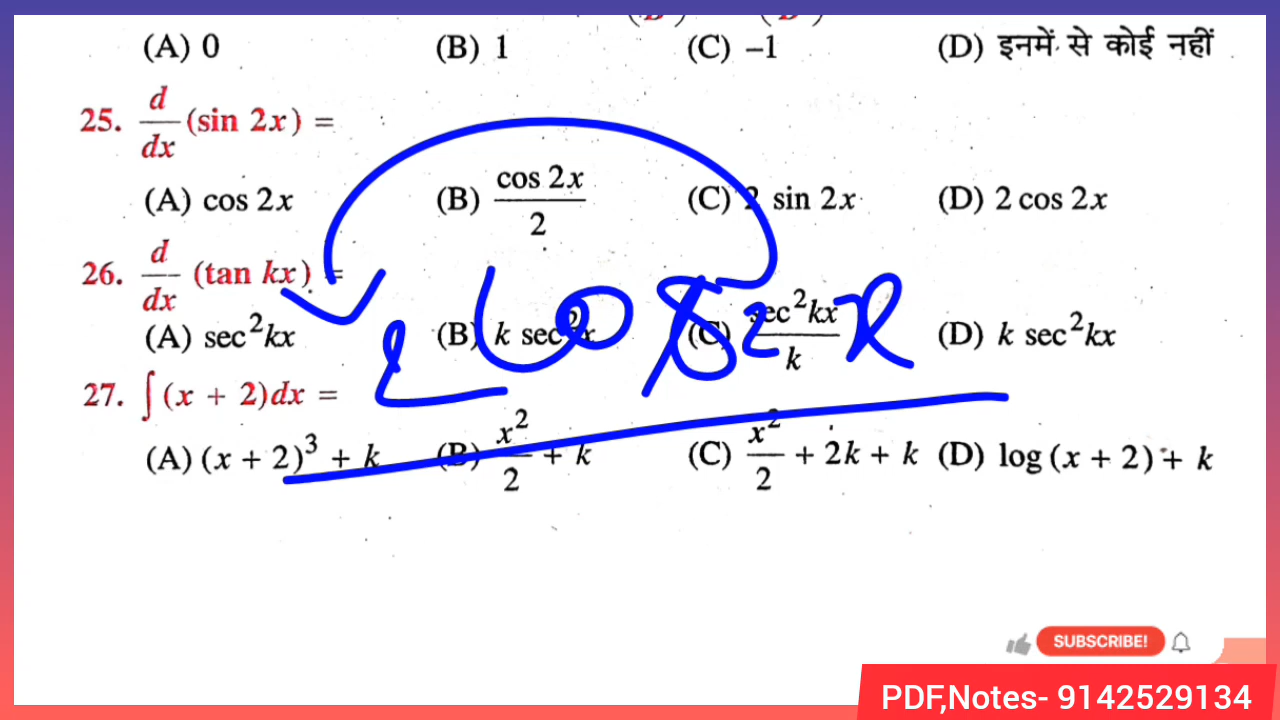 (A) 0 (B) 1 (C) –1 (D) इनमें से कोई नहीं
25. d/dx (sin 2x) =
(A) cos 2x (B) cos 2x/2 (C) 2 sin 2x (D) 2 cos 2x
26. d/dx (tan kx) =
2 cos 2x
(A) sec²kx (B) k sec²x (C) sec²kx/k (D) k sec²kx
27. ∫(x + 2)dx =
(A) (x + 2)³ + k (B) x²/2 + k (C) x²/2 + 2k + k (D) log (x + 2) + k
SUBSCRIBE!
PDF,Notes- 9142529134